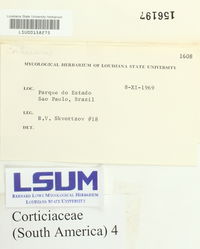 Louisiana State University Herbarium
LSU00158273
156197
1608
MYCOLOGICAL HERBARIUM OF LOUISIANA STATE UNIVERSITY
LOC. Parque do Estado 8-XI-1969
Sao Paulo, Brazil
LEG. B.V. Skvortzov #18
DET.
LSUM
BERNARD LOWY MYCOLOGICAL HERBARIUM
LOUISIANA STATE UNIVERSITY
Corticiaceae
(South America) 4